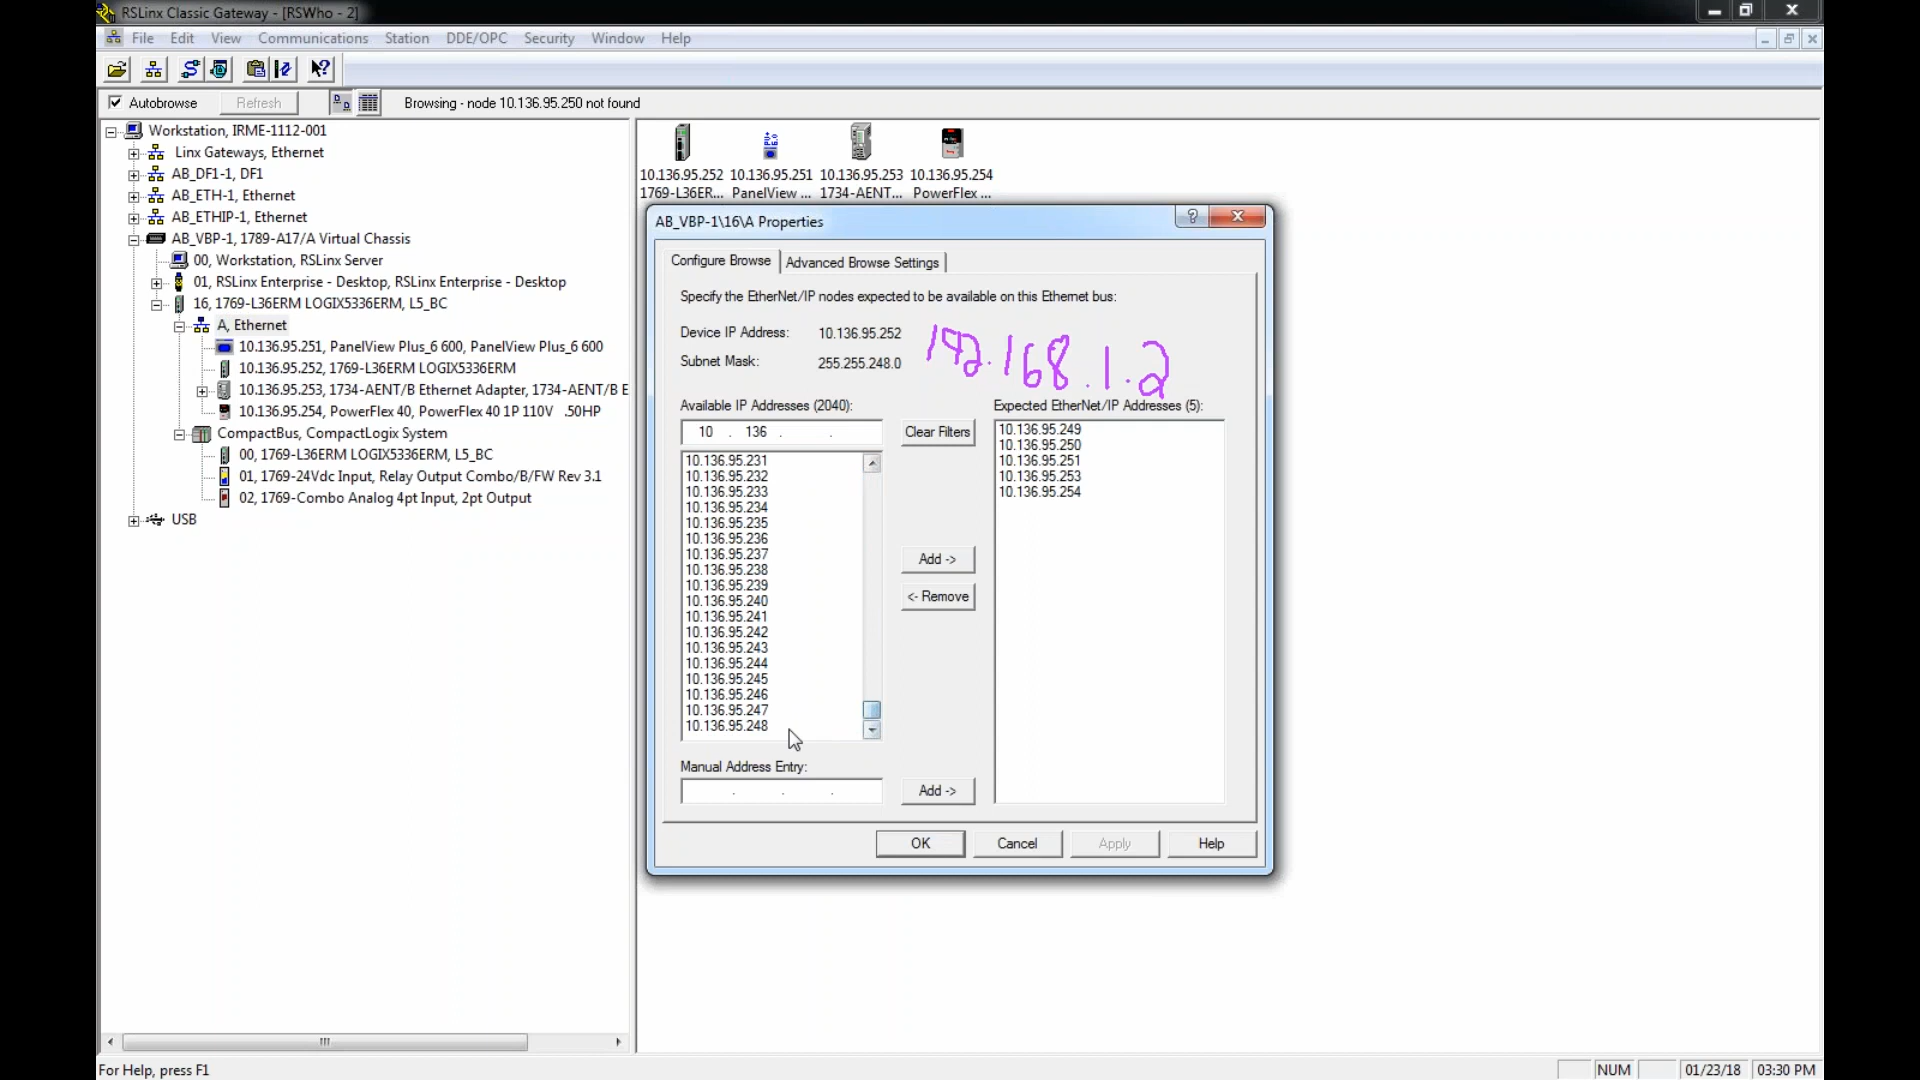 RSLinx Classic Gateway - [RSWho - 2]
File Edit View Communications Station DDE/OPC Security Window Help
Autobrowse Refresh Browsing - node 10.136.95.250 not found
Workstation, IRME-1112-001
Linx Gateways, Ethernet
AB_DF1-1, DF1
AB_ETH-1, Ethernet
AB_ETHIP-1, Ethernet
AB_VBP-1, 1789-A17/A Virtual Chassis
00, Workstation, RSLinx Server
01, RSLinx Enterprise - Desktop, RSLinx Enterprise - Desktop
16, 1769-L36ERM LOGIX5336ERM, L5_BC
A, Ethernet
10.136.95.251, PanelView Plus_6 600, PanelView Plus_6 600
10.136.95.252, 1769-L36ERM LOGIX5336ERM
10.136.95.253, 1734-AENT/B Ethernet Adapter, 1734-AENT/B E
10.136.95.254, PowerFlex 40, PowerFlex 40 1P 110V .50HP
CompactBus, CompactLogix System
00, 1769-L36ERM LOGIX5336ERM, L5_BC
01, 1769-24Vdc Input, Relay Output Combo/B/FW Rev 3.1
02, 1769-Combo Analog 4pt Input, 2pt Output
USB
10.136.95.252 10.136.95.251 10.136.95.253 10.136.95.254
1769-L36ER... PanelView ... 1734-AENT... PowerFlex ...
AB_VBP-1\16\A Properties
Configure Browse Advanced Browse Settings
Specify the EtherNet/IP nodes expected to be available on this Ethernet bus:
Device IP Address: 10.136.95.252
Subnet Mask: 255.255.248.0
192.168.1.2
Available IP Addresses (2040):
10 . 136 . .
Clear Filters
10.136.95.231
10.136.95.232
10.136.95.233
10.136.95.234
10.136.95.235
10.136.95.236
10.136.95.237
10.136.95.238
10.136.95.239
10.136.95.240
10.136.95.241
10.136.95.242
10.136.95.243
10.136.95.244
10.136.95.245
10.136.95.246
10.136.95.247
10.136.95.248
Add ->
<- Remove
Expected EtherNet/IP Addresses (5):
10.136.95.249
10.136.95.250
10.136.95.251
10.136.95.253
10.136.95.254
Manual Address Entry:
. . .
Add ->
OK Cancel Apply Help
For Help, press F1
NUM 01/23/18 03:30 PM